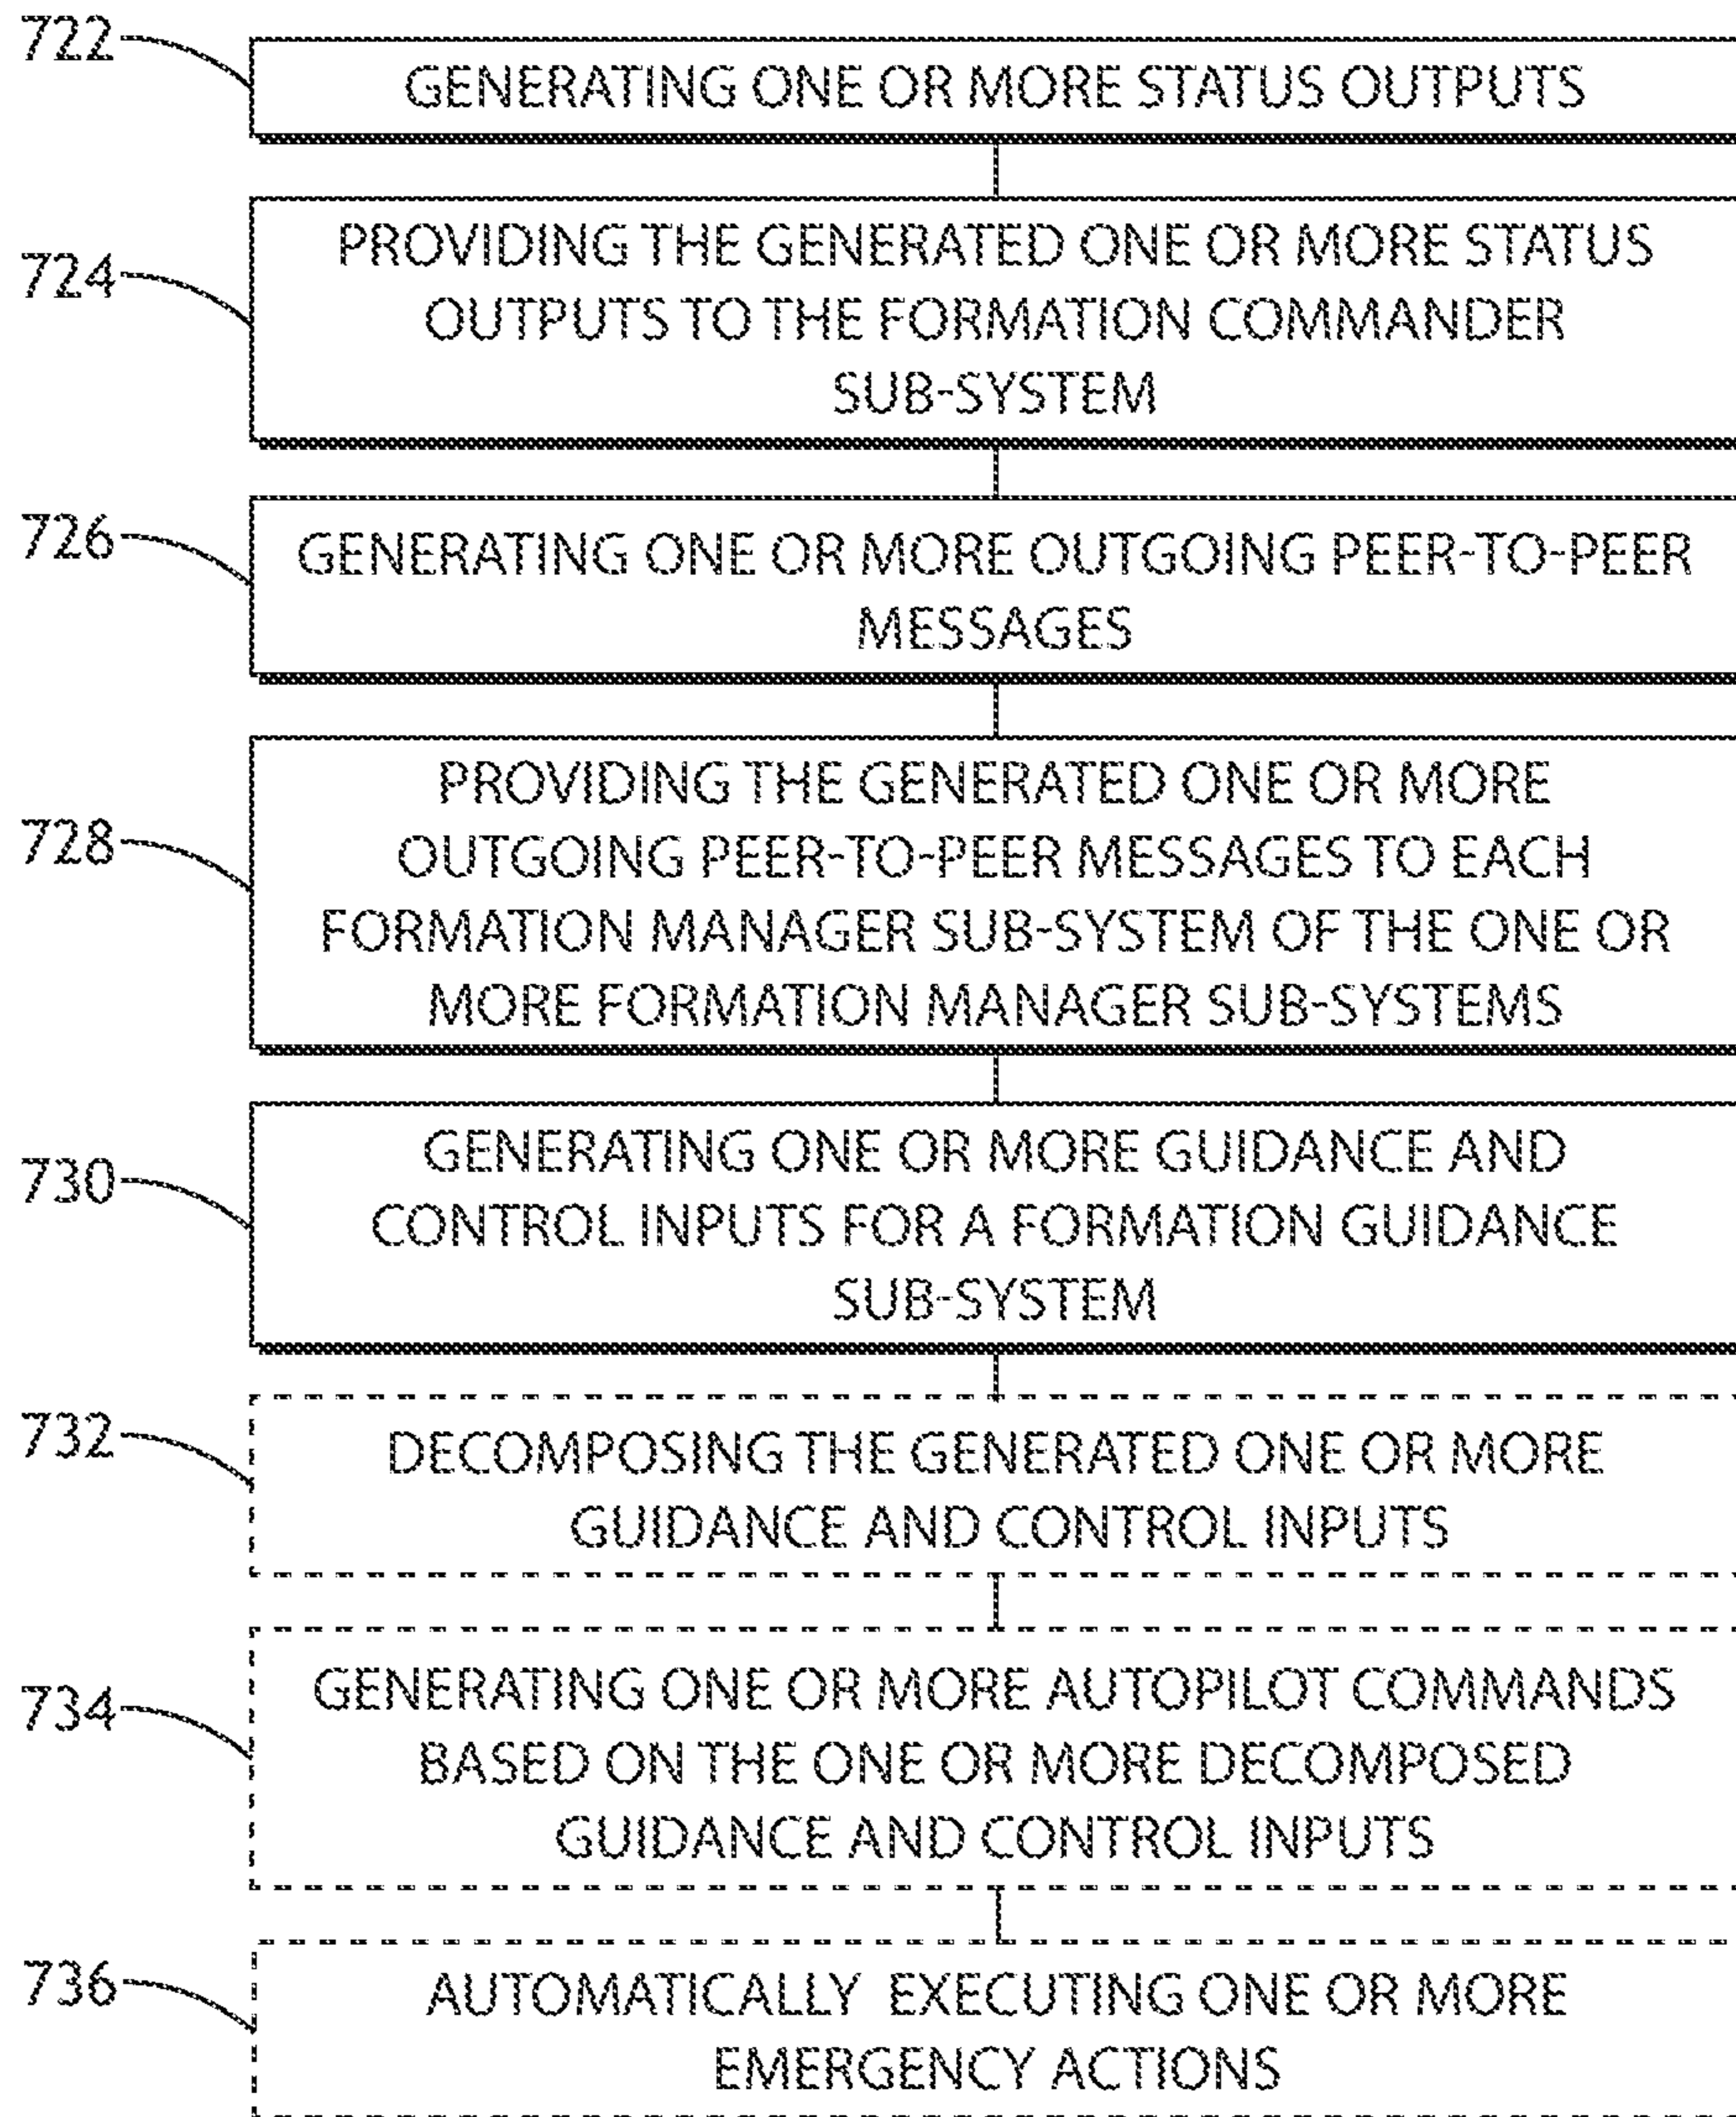 722
GENERATING ONE OR MORE STATUS OUTPUTS
724
PROVIDING THE GENERATED ONE OR MORE STATUS
OUTPUTS TO THE FORMATION COMMANDER
SUB-SYSTEM
726
GENERATING ONE OR MORE OUTGOING PEER-TO-PEER
MESSAGES
728
PROVIDING THE GENERATED ONE OR MORE
OUTGOING PEER-TO-PEER MESSAGES TO EACH
FORMATION MANAGER SUB-SYSTEM OF THE ONE OR
MORE FORMATION MANAGER SUB-SYSTEMS
730
GENERATING ONE OR MORE GUIDANCE AND
CONTROL INPUTS FOR A FORMATION GUIDANCE
SUB-SYSTEM
732
DECOMPOSING THE GENERATED ONE OR MORE
GUIDANCE AND CONTROL INPUTS
734
GENERATING ONE OR MORE AUTOPILOT COMMANDS
BASED ON THE ONE OR MORE DECOMPOSED
GUIDANCE AND CONTROL INPUTS
736
AUTOMATICALLY EXECUTING ONE OR MORE
EMERGENCY ACTIONS